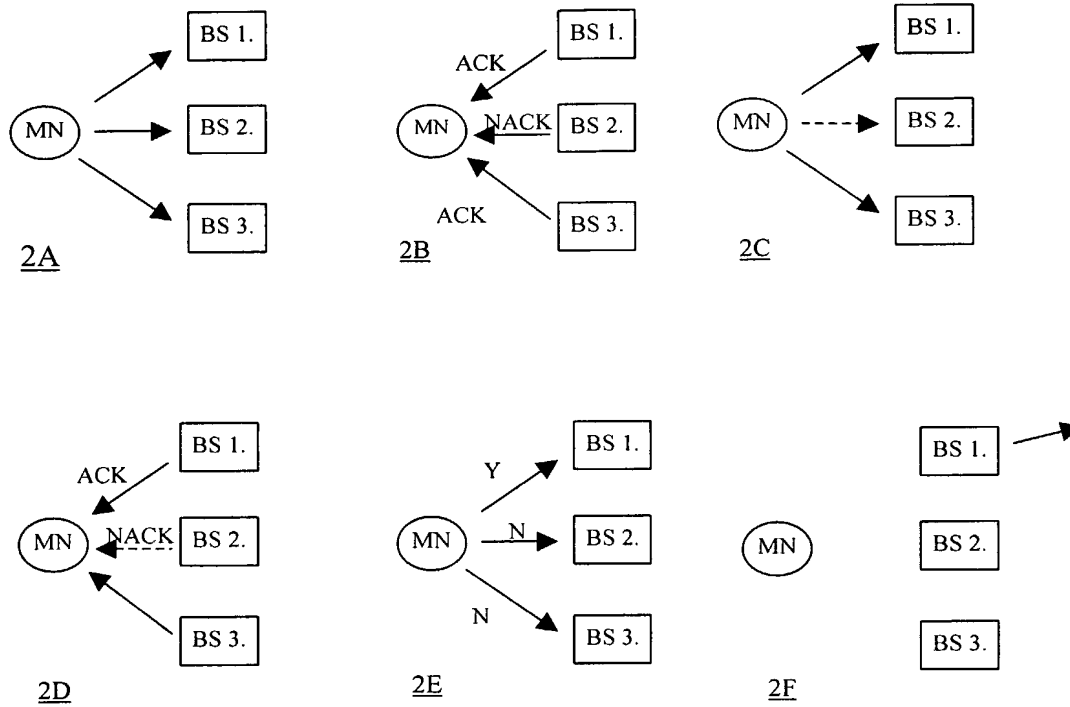 BS 1.
MN
BS 2.
BS 3.
2A
BS 1.
ACK
MN
NACK
BS 2.
ACK
BS 3.
2B
BS 1.
MN
BS 2.
BS 3.
2C
BS 1.
ACK
MN
NACK
BS 2.
BS 3.
2D
BS 1.
Y
MN
N
BS 2.
N
BS 3.
2E
BS 1.
MN
BS 2.
BS 3.
2F